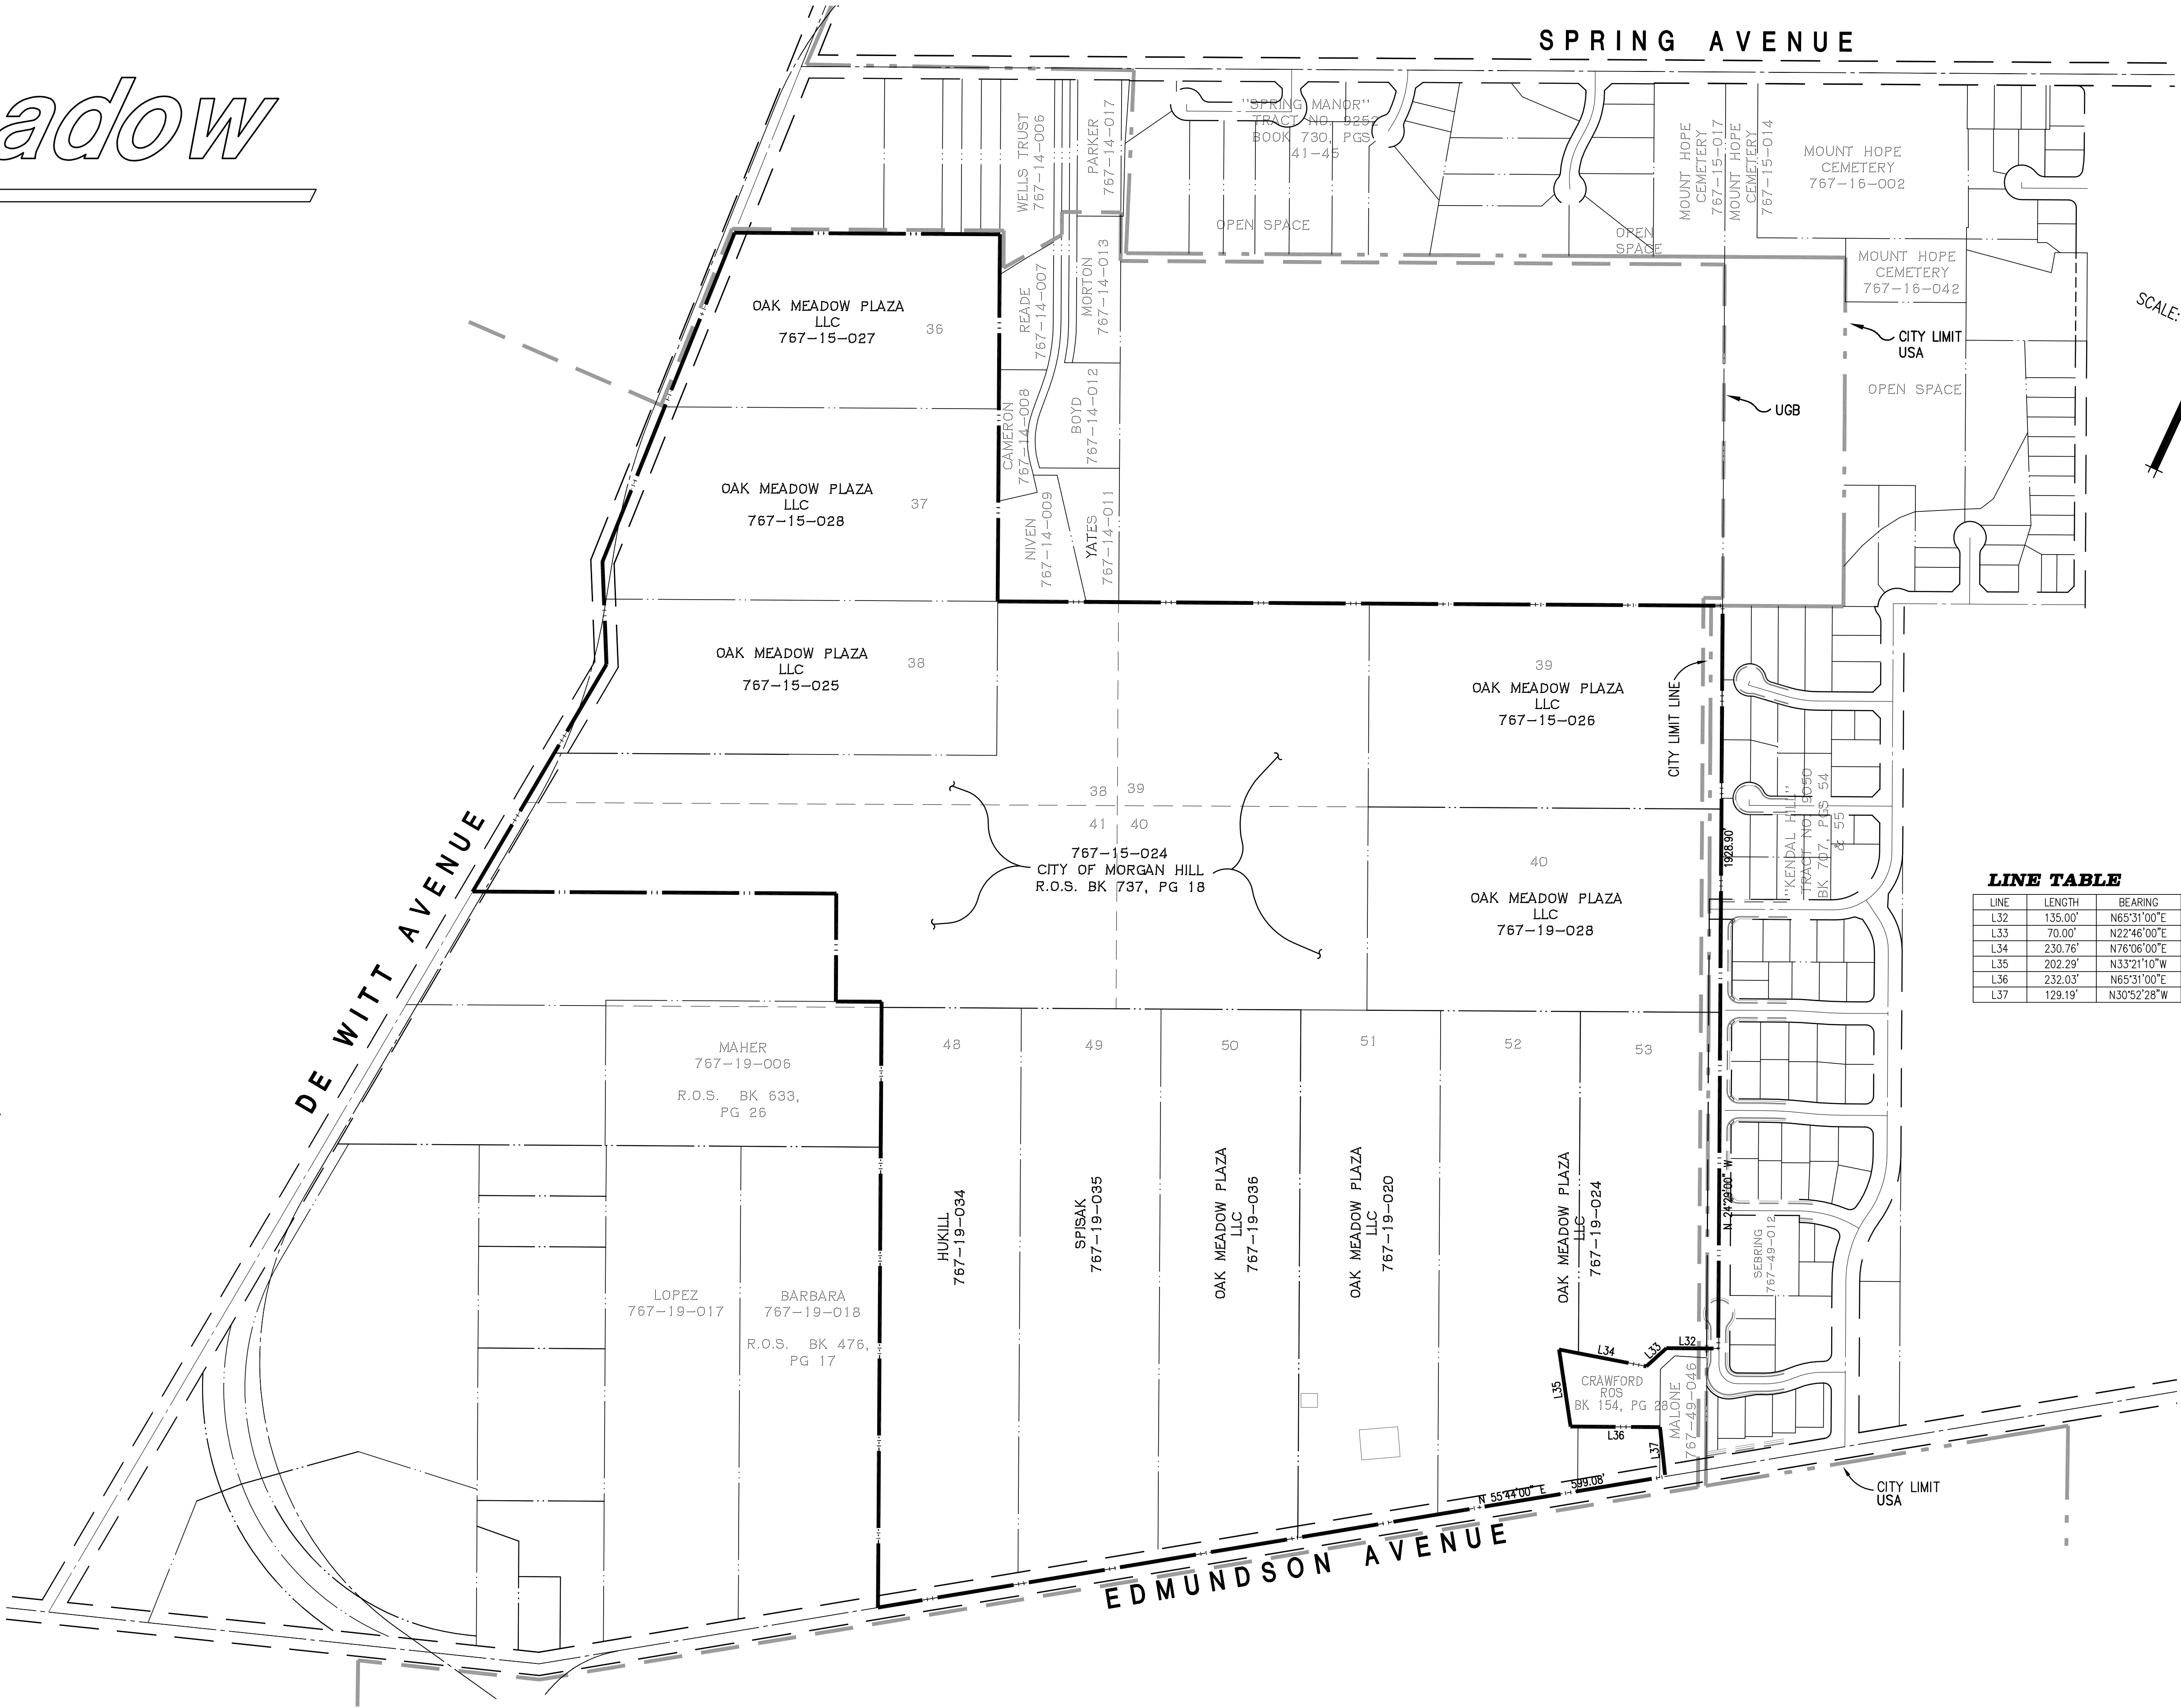 adow
SPRING AVENUE
"SPRING MANOR"
TRACT NO. 9252
BOOK 730, PGS
41-45
OPEN SPACE
OPEN
SPACE
WELLS TRUST
767-14-006
PARKER
767-14-017
MOUNT HOPE
CEMETERY
767-15-017
MOUNT HOPE
CEMETERY
767-15-014
MOUNT HOPE
CEMETERY
767-16-002
MOUNT HOPE
CEMETERY
767-16-042
SCALE:
CITY LIMIT
USA
OPEN SPACE
UGB
OAK MEADOW PLAZA
LLC
767-15-027
36
READE
767-14-007
MORTON
767-14-013
CAMERON
767-14-008
BOYD
767-14-012
OAK MEADOW PLAZA
LLC
767-15-028
37
NIVEN
767-14-009
YATES
767-14-011
OAK MEADOW PLAZA
LLC
767-15-025
38
39
OAK MEADOW PLAZA
LLC
767-15-026
CITY LIMIT LINE
38 39
41 40
767-15-024
CITY OF MORGAN HILL
R.O.S. BK 737, PG 18
40
OAK MEADOW PLAZA
LLC
767-19-028
1928.90'
"KENDAL HILL"
TRACT NO. 9050
BK 707, PGS 54
& 55
LINE TABLE
LINE LENGTH BEARING
L32 135.00' N65°31'00"E
L33 70.00' N22°46'00"E
L34 230.76' N76°06'00"E
L35 202.29' N33°21'10"W
L36 232.03' N65°31'00"E
L37 129.19' N30°52'28"W
DE WITT AVENUE
MAHER
767-19-006
R.O.S. BK 633,
PG 26
48
49
50
51
52
53
HUKILL
767-19-034
SPISAK
767-19-035
OAK MEADOW PLAZA
LLC
767-19-036
OAK MEADOW PLAZA
LLC
767-19-020
OAK MEADOW PLAZA
LLC
767-19-024
N 24°29'00" W
SEBRING
767-49-012
LOPEZ
767-19-017
BARBARA
767-19-018
R.O.S. BK 476,
PG 17
L34
L33
L32
L35
CRAWFORD
ROS
BK 154, PG 28
MALONE
767-49-046
L36
L37
N 55°44'00" E 599.08'
EDMUNDSON AVENUE
CITY LIMIT
USA